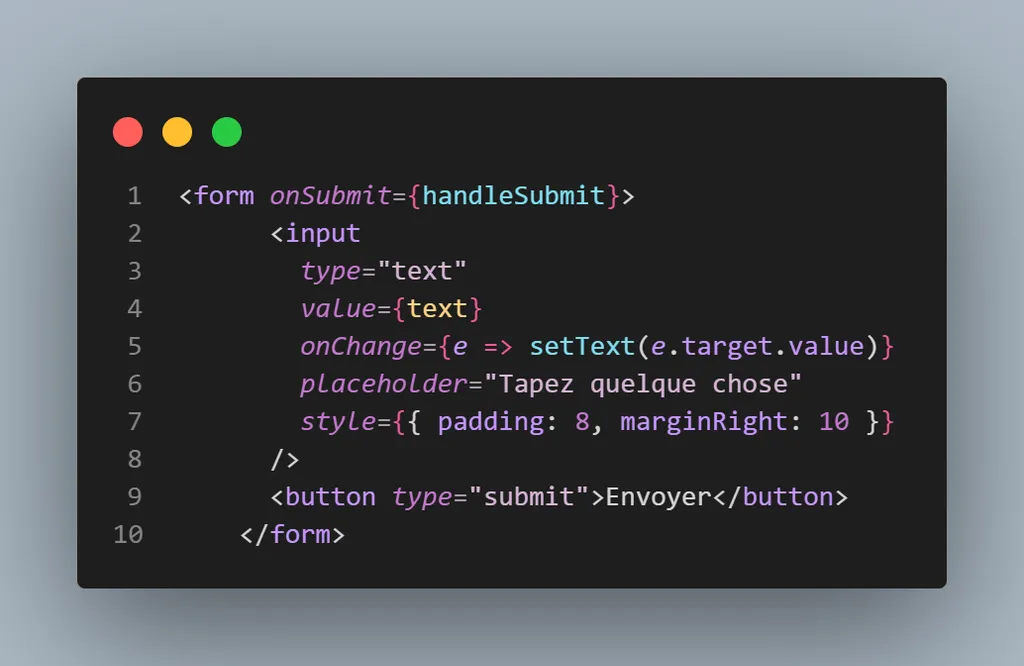 1 <form onSubmit={handleSubmit}>
2       <input
3         type="text"
4         value={text}
5         onChange={e => setText(e.target.value)}
6         placeholder="Tapez quelque chose"
7         style={{ padding: 8, marginRight: 10 }}
8       />
9       <button type="submit">Envoyer</button>
10     </form>